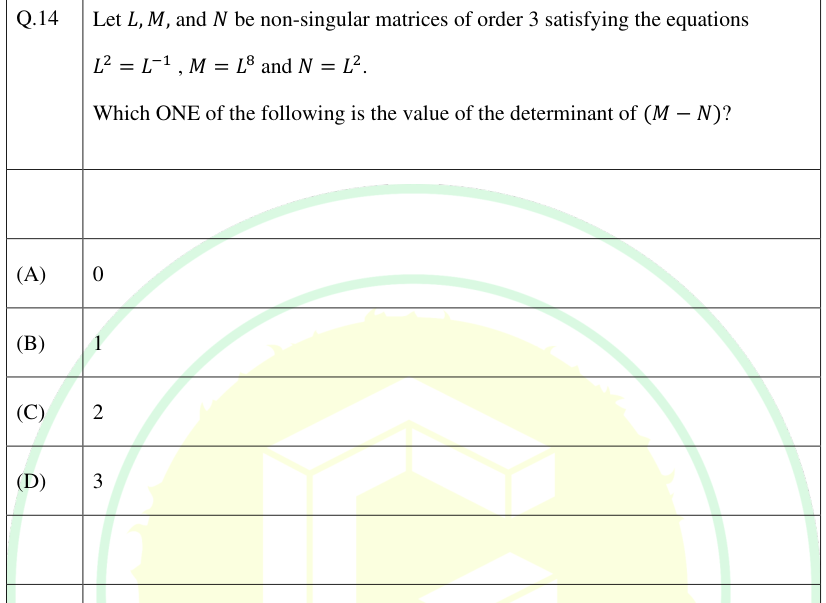 Q.14 Let L, M, and N be non-singular matrices of order 3 satisfying the equations
L² = L⁻¹ , M = L⁸ and N = L².
Which ONE of the following is the value of the determinant of (M − N)?
(A) 0
(B) 1
(C) 2
(D) 3